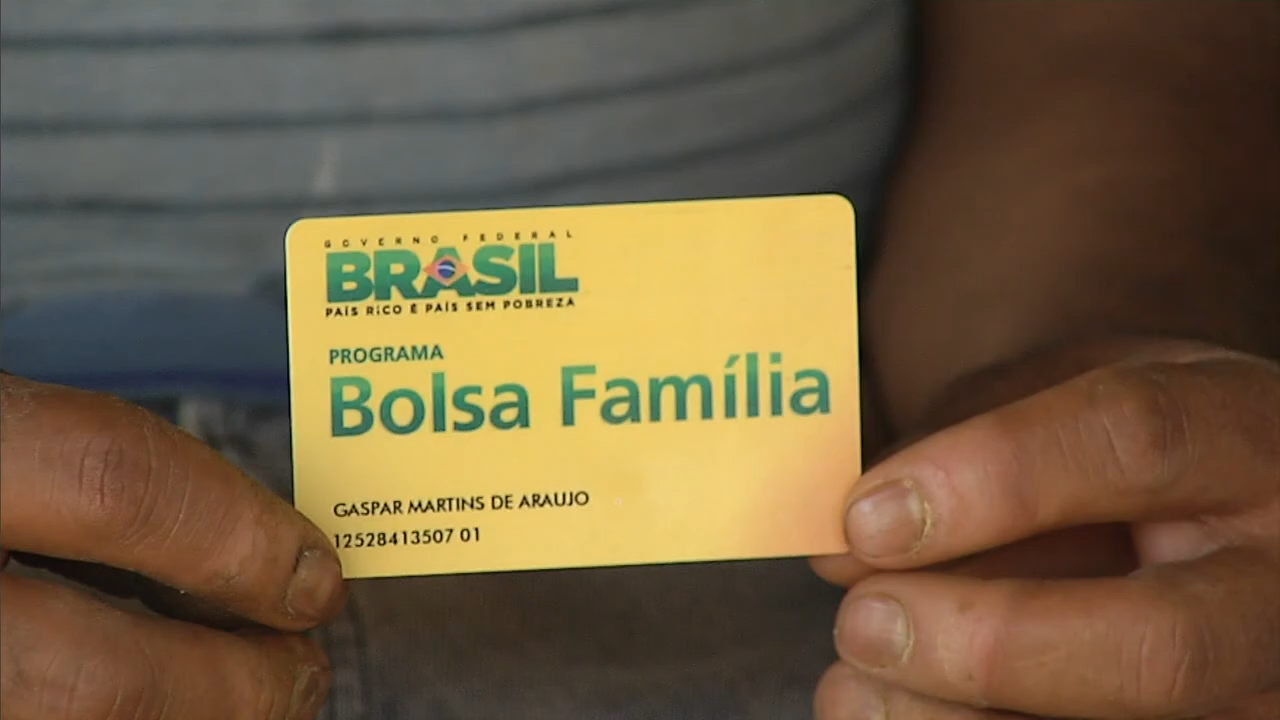 GOVERNO FEDERAL
BRASIL
PAÍS RICO É PAÍS SEM POBREZA
PROGRAMA
Bolsa Família
GASPAR MARTINS DE ARAUJO
12528413507 01